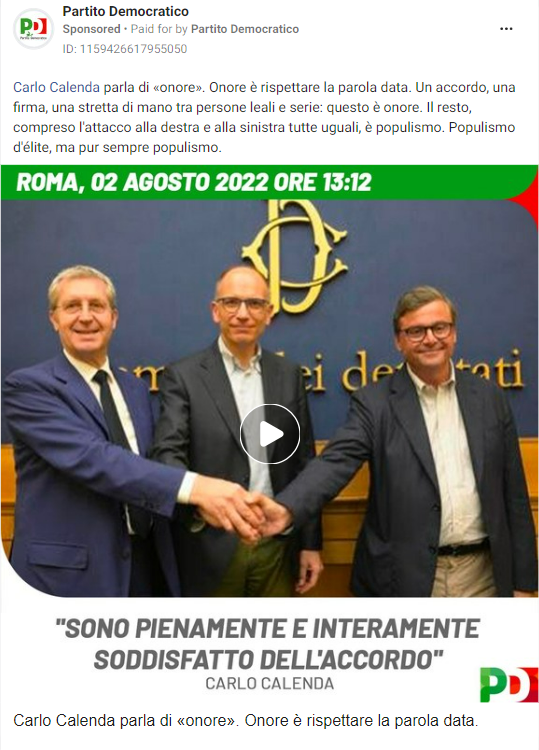 Partito Democratico
Sponsored • Paid for by Partito Democratico
ID: 1159426617955050
Carlo Calenda parla di «onore». Onore è rispettare la parola data. Un accordo, una
firma, una stretta di mano tra persone leali e serie: questo è onore. Il resto,
compreso l'attacco alla destra e alla sinistra tutte uguali, è populismo. Populismo
d'élite, ma pur sempre populismo.
ROMA, 02 AGOSTO 2022 ORE 13:12
"SONO PIENAMENTE E INTERAMENTE
SODDISFATTO DELL'ACCORDO"
CARLO CALENDA
PD
Carlo Calenda parla di «onore». Onore è rispettare la parola data.